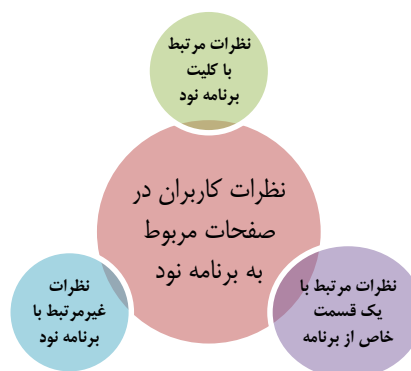 نظرات مرتبط
با کلیت
برنامه نود
نظرات کاربران در
صفحات مربوط
به برنامه نود
نظرات مرتبط با
یک قسمت
خاص از برنامه
نظرات
غیرمرتبط با
برنامه نود